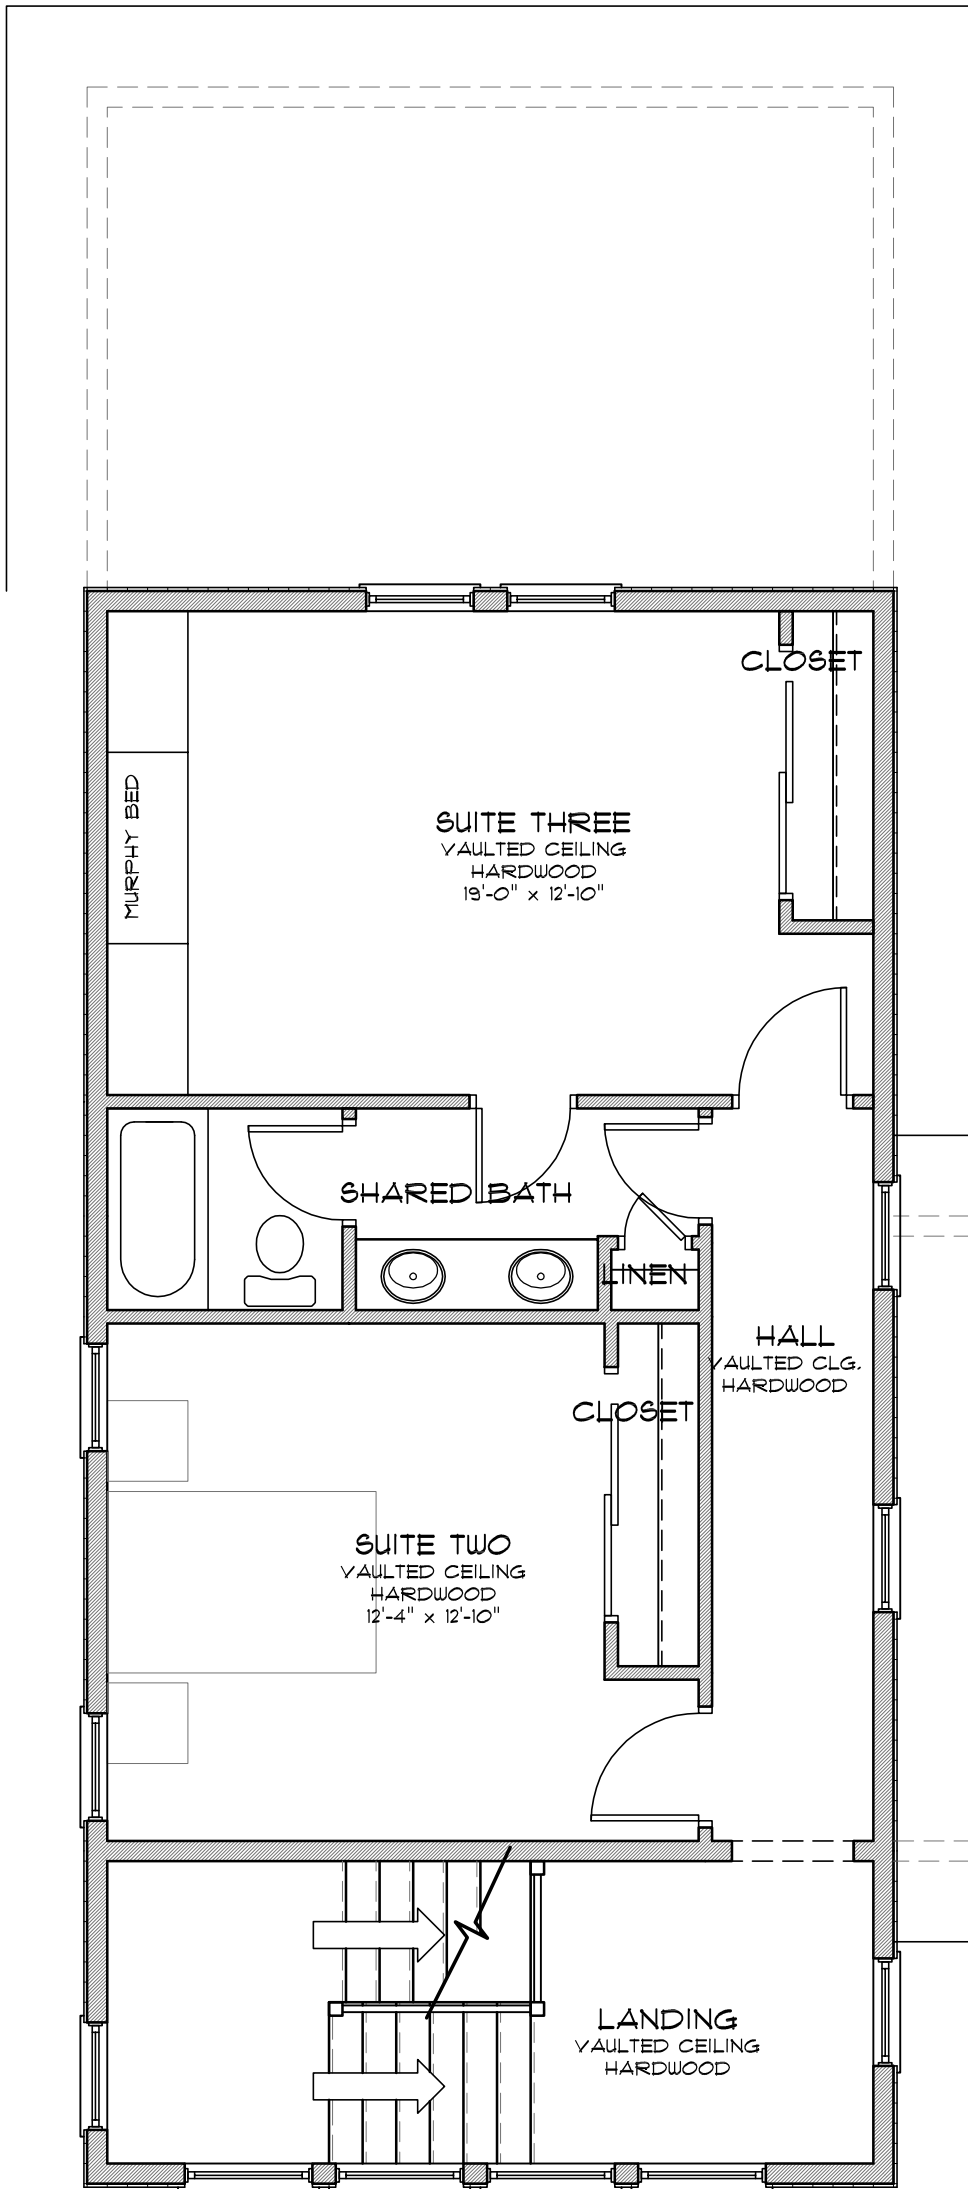 CLOSET
MURPHY BED
SUITE THREE
VAULTED CEILING
HARDWOOD
19'-0" x 12'-10"
SHARED BATH
LINEN
HALL
VAULTED CLG.
HARDWOOD
CLOSET
SUITE TWO
VAULTED CEILING
HARDWOOD
12'-4" x 12'-10"
LANDING
VAULTED CEILING
HARDWOOD